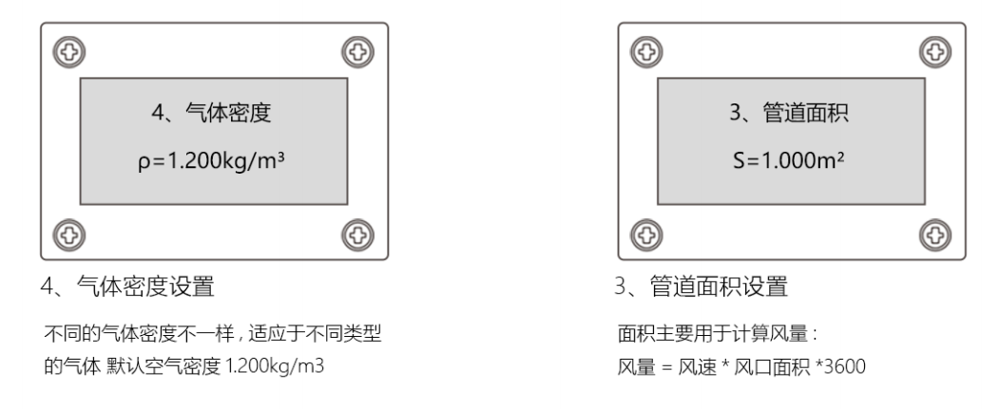 4、气体密度
ρ=1.200kg/m³
4、气体密度设置
不同的气体密度不一样 , 适应于不同类型
的气体 默认空气密度 1.200kg/m3
3、管道面积
S=1.000m²
3、管道面积设置
面积主要用于计算风量 :
风量 = 风速 * 风口面积 *3600